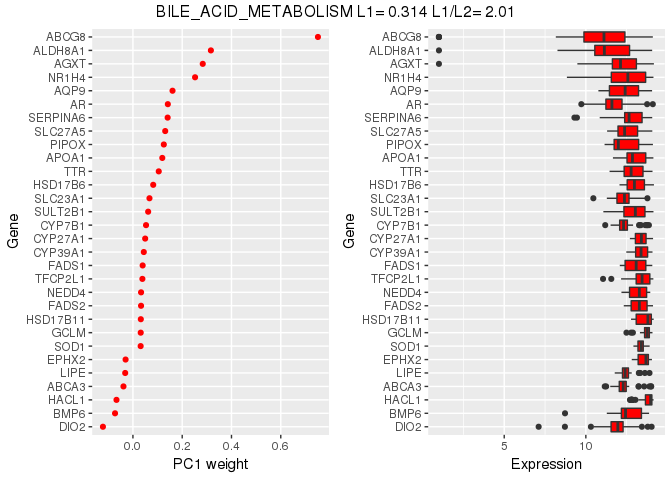 BILE_ACID_METABOLISM L1= 0.314 L1/L2= 2.01
Gene
ABCG8
ALDH8A1
AGXT
NR1H4
AQP9
AR
SERPINA6
SLC27A5
PIPOX
APOA1
TTR
HSD17B6
SLC23A1
SULT2B1
CYP7B1
CYP27A1
CYP39A1
FADS1
TFCP2L1
NEDD4
FADS2
HSD17B11
GCLM
SOD1
EPHX2
LIPE
ABCA3
HACL1
BMP6
DIO2
0.0 0.2 0.4 0.6
PC1 weight
Gene
ABCG8
ALDH8A1
AGXT
NR1H4
AQP9
AR
SERPINA6
SLC27A5
PIPOX
APOA1
TTR
HSD17B6
SLC23A1
SULT2B1
CYP7B1
CYP27A1
CYP39A1
FADS1
TFCP2L1
NEDD4
FADS2
HSD17B11
GCLM
SOD1
EPHX2
LIPE
ABCA3
HACL1
BMP6
DIO2
5 10
Expression